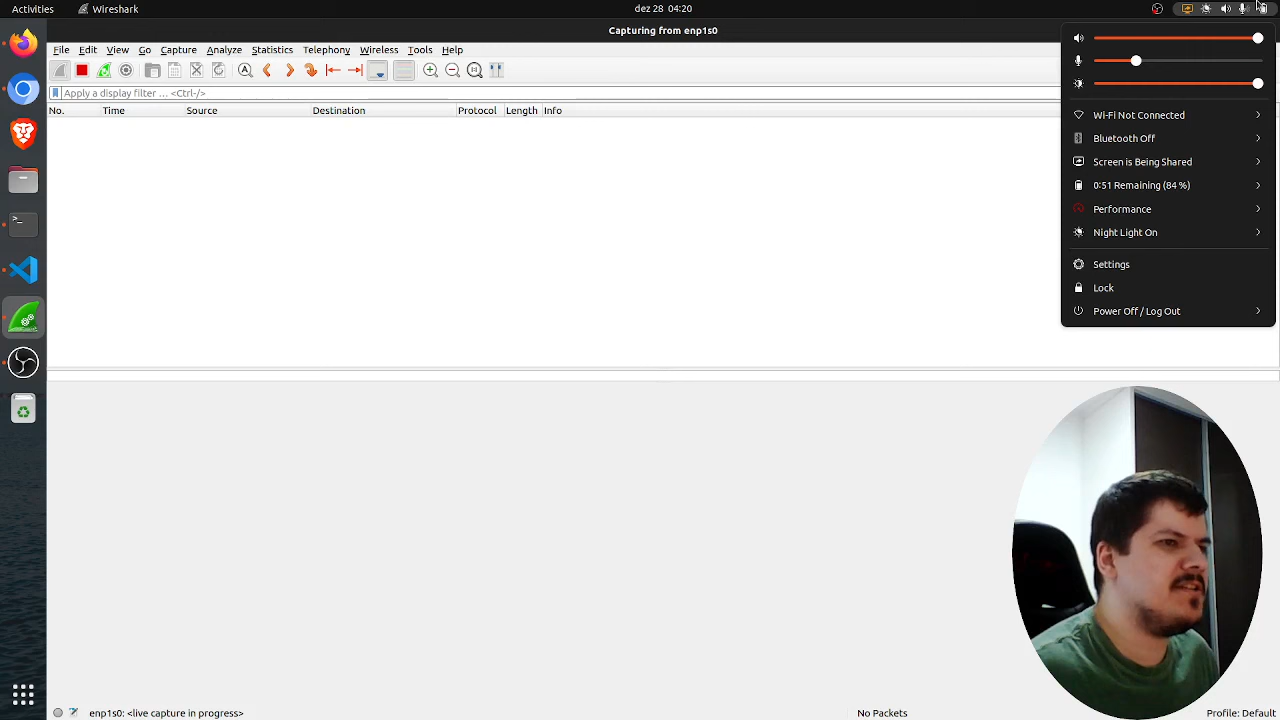 Activities
Wireshark
dez 28 04:20
Capturing from enp1s0
File Edit View Go Capture Analyze Statistics Telephony Wireless Tools Help
Apply a display filter … <Ctrl-/>
No. Time Source Destination Protocol Length Info
Wi-Fi Not Connected
Bluetooth Off
Screen is Being Shared
0:51 Remaining (84 %)
Performance
Night Light On
Settings
Lock
Power Off / Log Out
enp1s0: <live capture in progress>
No Packets
Profile: Default